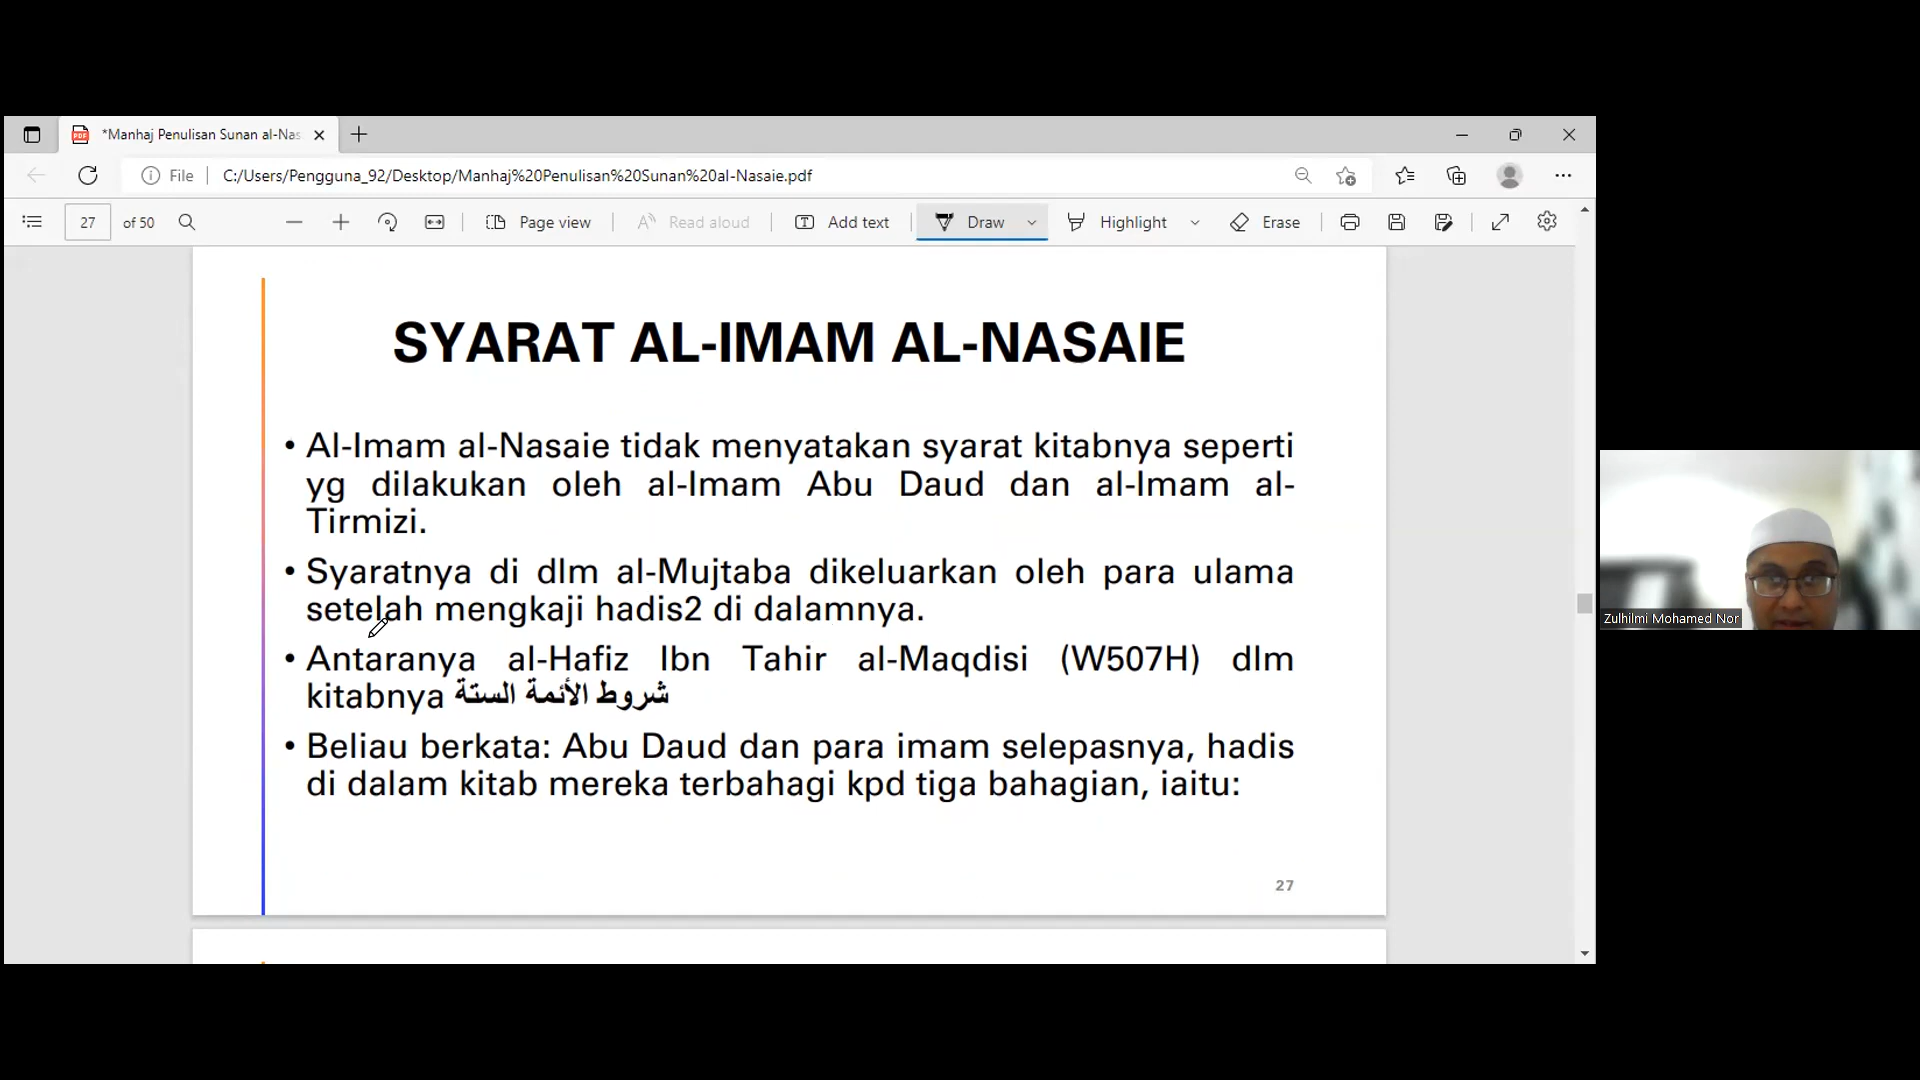 *Manhaj Penulisan Sunan al-Nas
File C:/Users/Pengguna_92/Desktop/Manhaj%20Penulisan%20Sunan%20al-Nasaie.pdf
27 of 50 Page view Read aloud Add text Draw Highlight Erase
SYARAT AL-IMAM AL-NASAIE
• Al-Imam al-Nasaie tidak menyatakan syarat kitabnya seperti
yg dilakukan oleh al-Imam Abu Daud dan al-Imam al-
Tirmizi.
• Syaratnya di dlm al-Mujtaba dikeluarkan oleh para ulama
setelah mengkaji hadis2 di dalamnya.
• Antaranya al-Hafiz Ibn Tahir al-Maqdisi (W507H) dlm
kitabnya شروط الأئمة الستة
• Beliau berkata: Abu Daud dan para imam selepasnya, hadis
di dalam kitab mereka terbahagi kpd tiga bahagian, iaitu:
27
Zulhilmi Mohamed Nor